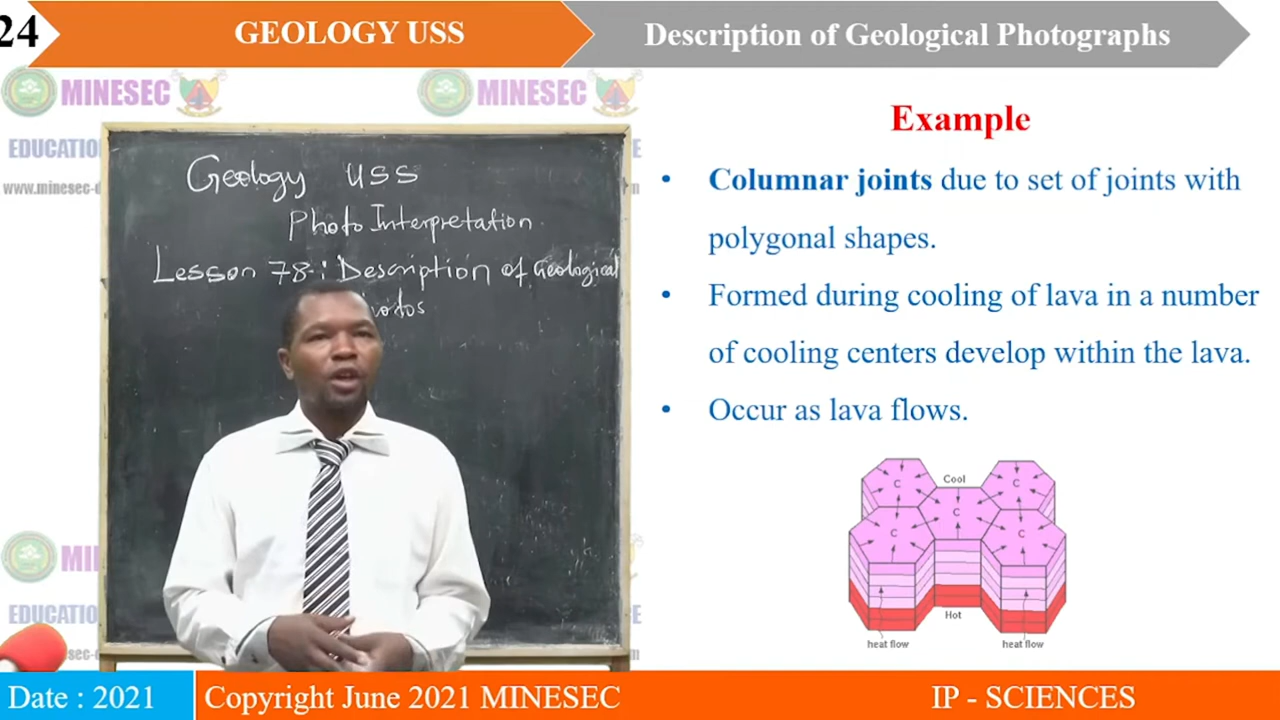 24
GEOLOGY USS
Description of Geological Photographs
MINESEC
MINESEC
EDUCATIO
E
www.minesec-d
Geology USS
Photo Interpretation
Lesson 78 : Description of Geological
Example
• Columnar joints due to set of joints with
polygonal shapes.
• Formed during cooling of lava in a number
of cooling centers develop within the lava.
• Occur as lava flows.
C
Cool
C
C
C
C
Hot
heat flow
heat flow
MI
EDUCATIO
E
sec-d
Date : 2021
Copyright June 2021 MINESEC
IP - SCIENCES